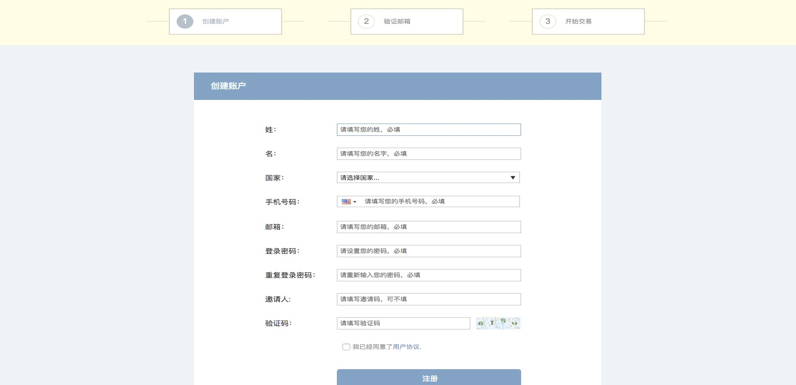 1 创建账户 2 验证邮箱 3 开始交易
创建账户
姓： 请填写您的姓，必填
名： 请填写您的名字，必填
国家： 请选择国家...
手机号码： 请填写您的手机号码，必填
邮箱： 请填写您的邮箱，必填
登录密码： 请设置您的密码，必填
重复登录密码： 请重新输入您的密码，必填
邀请人: 请填写邀请码，可不填
验证码： 请填写验证码
我已经同意了用户协议.
注册